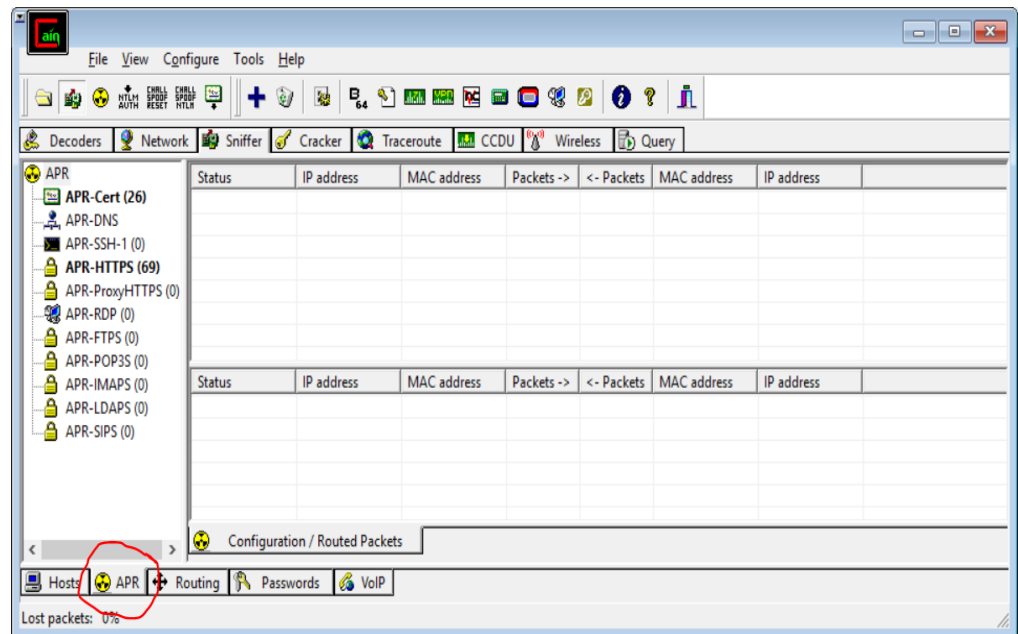 Cain
File View Configure Tools Help
NTLM AUTH CHALL SPOOF RESET CHALL SPOOF NTLM B 64
Decoders Network Sniffer Cracker Traceroute CCDU Wireless Query
APR
APR-Cert (26)
APR-DNS
APR-SSH-1 (0)
APR-HTTPS (69)
APR-ProxyHTTPS (0)
APR-RDP (0)
APR-FTPS (0)
APR-POP3S (0)
APR-IMAPS (0)
APR-LDAPS (0)
APR-SIPS (0)
Status IP address MAC address Packets -> <- Packets MAC address IP address
Status IP address MAC address Packets -> <- Packets MAC address IP address
Configuration / Routed Packets
Hosts APR Routing Passwords VoIP
Lost packets: 0%